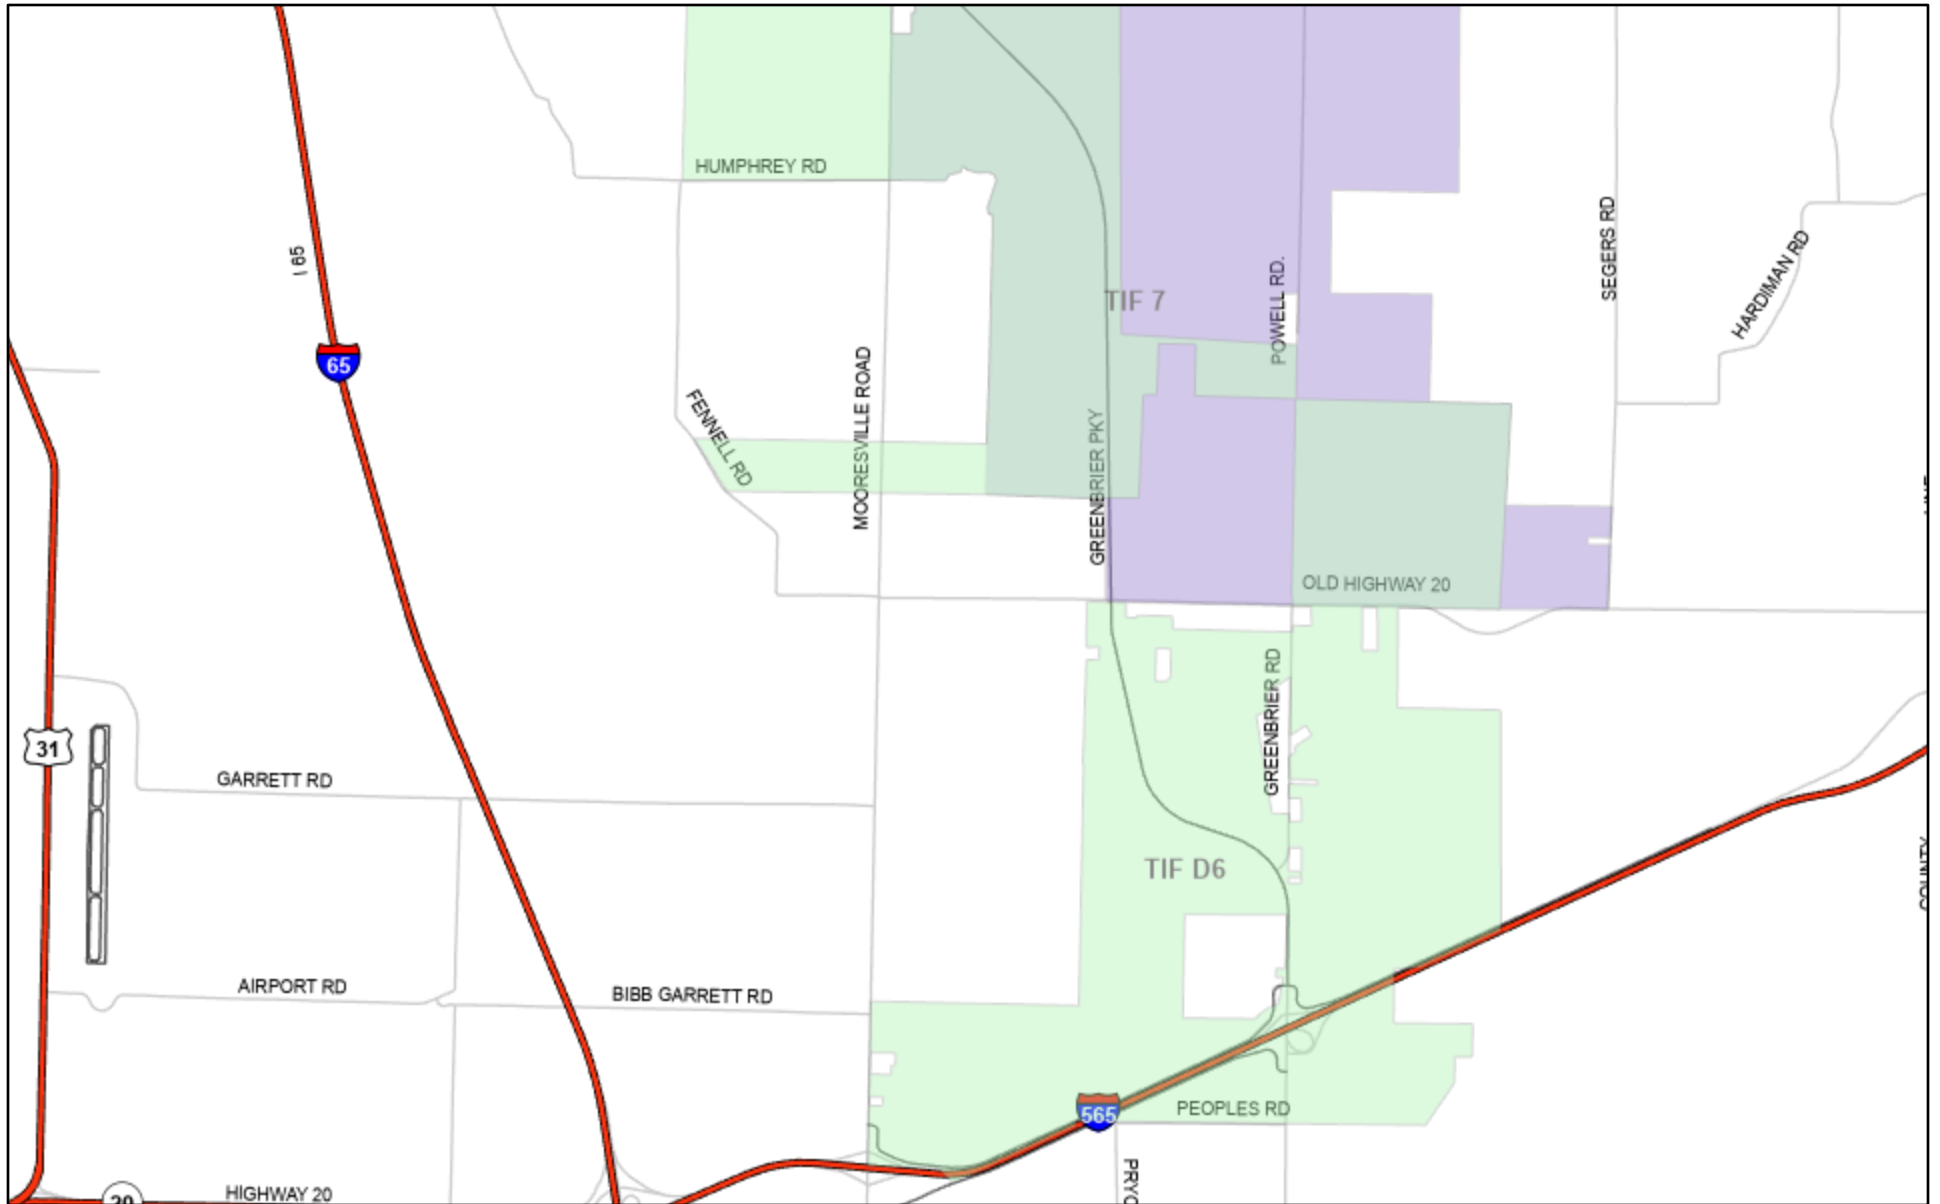 HUMPHREY RD
I 65
SEGERS RD
HARDIMAN RD
TIF 7
POWELL RD.
65
MOORESVILLE ROAD
FENNELL RD
GREENBRIER PKY
OLD HIGHWAY 20
31
GREENBRIER RD
GARRETT RD
TIF D6
COUNTY
AIRPORT RD
BIBB GARRETT RD
565
PEOPLES RD
HIGHWAY 20
20